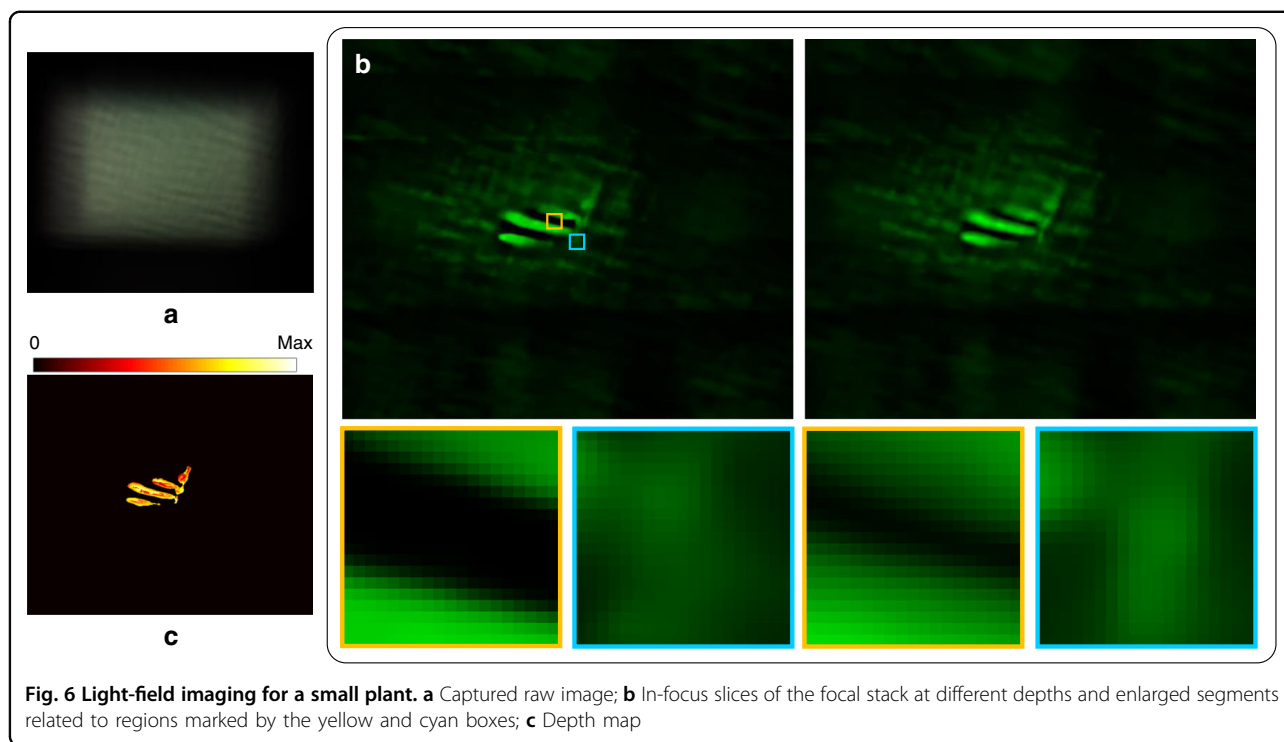 a
b
0 Max
c
Fig. 6 Light-field imaging for a small plant. a Captured raw image; b In-focus slices of the focal stack at different depths and enlarged segments
related to regions marked by the yellow and cyan boxes; c Depth map